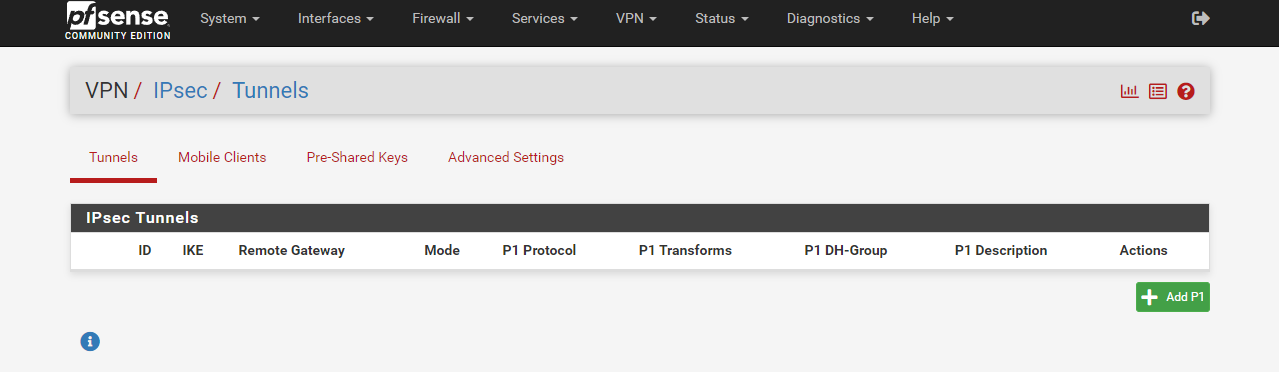 pfsense
COMMUNITY EDITION
System Interfaces Firewall Services VPN Status Diagnostics Help
VPN / IPsec / Tunnels
Tunnels Mobile Clients Pre-Shared Keys Advanced Settings
IPsec Tunnels
ID IKE Remote Gateway Mode P1 Protocol P1 Transforms P1 DH-Group P1 Description Actions
Add P1